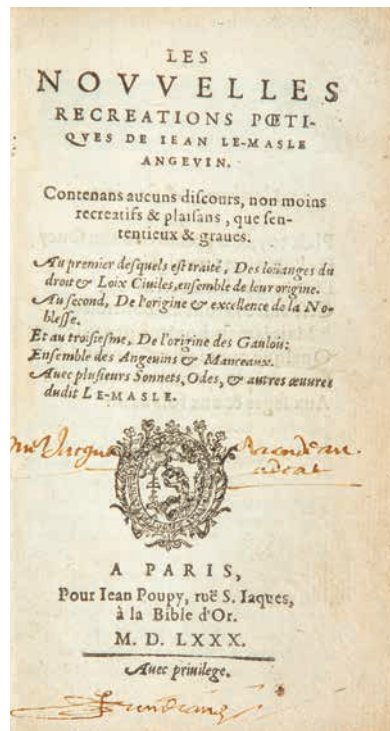 LES
NOVVELLES
RECREATIONS PŒTI-
QVES DE IEAN LE-MASLE
ANGEVIN.
Contenans aucuns discours, non moins
recreatifs & plaisans, que sen-
tentieux & graues.
Au premier desquels est traité, Des loüanges du
droit & Loix Ciuiles, ensemble de leur origine.
Au second, De l'origine & excellence de la No-
blesse.
Et au troisiesme, De l'origine des Gaulois:
Ensemble des Angeuins & Manceaux.
Auec plusieurs Sonnets, Odes, & autres œuures
dudit LE-MASLE.
A PARIS,
Pour Iean Poupy, ruë S. Iaques,
à la Bible d'Or.
M. D. LXXX.
Auec priuilege.